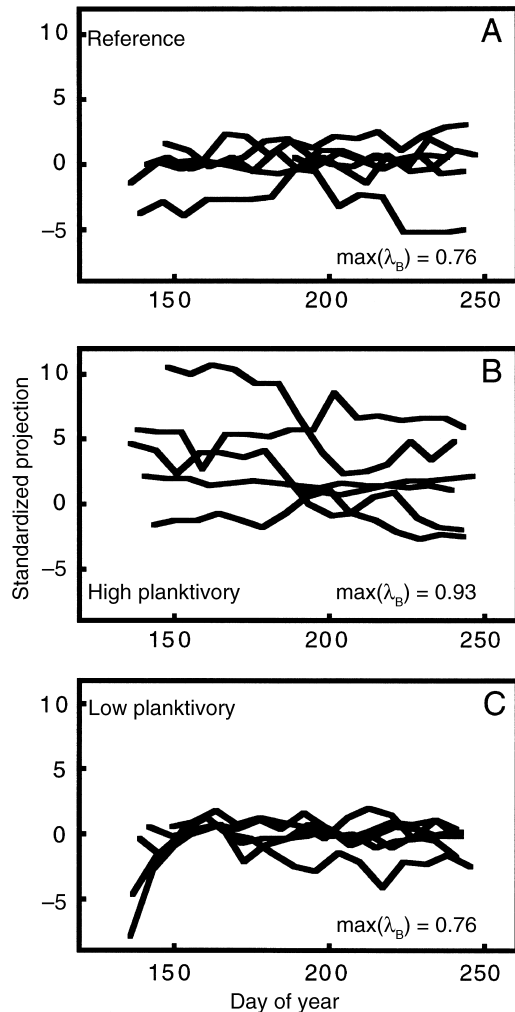 A
Reference
10
5
0
−5
max(λB) = 0.76
150 200 250
B
10
5
0
−5
High planktivory max(λB) = 0.93
150 200 250
Standardized projection
C
Low planktivory
10
5
0
−5
max(λB) = 0.76
150 200 250
Day of year